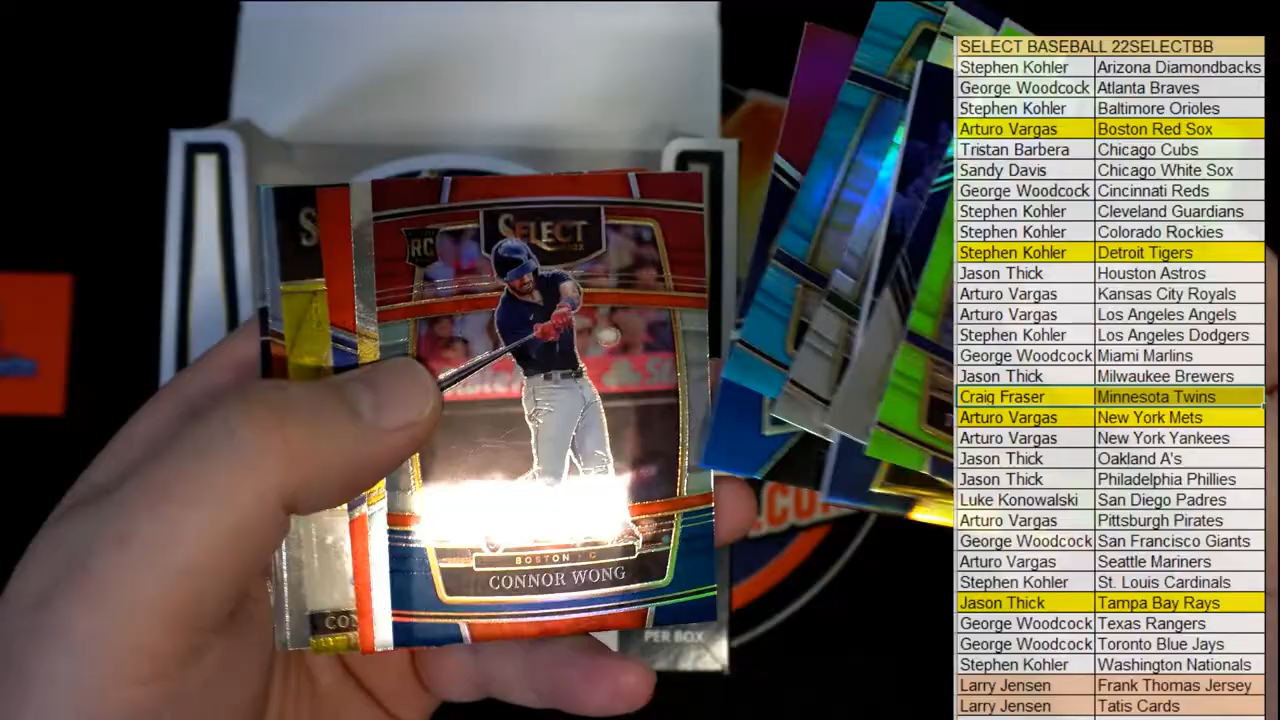 SELECT
RC
BOSTON · C
CONNOR WONG
CON
PER BOX
SELECT BASEBALL 22SELECTBB
Stephen Kohler Arizona Diamondbacks
George Woodcock Atlanta Braves
Stephen Kohler Baltimore Orioles
Arturo Vargas Boston Red Sox
Tristan Barbera Chicago Cubs
Sandy Davis Chicago White Sox
George Woodcock Cincinnati Reds
Stephen Kohler Cleveland Guardians
Stephen Kohler Colorado Rockies
Stephen Kohler Detroit Tigers
Jason Thick Houston Astros
Arturo Vargas Kansas City Royals
Arturo Vargas Los Angeles Angels
Stephen Kohler Los Angeles Dodgers
George Woodcock Miami Marlins
Jason Thick Milwaukee Brewers
Craig Fraser Minnesota Twins
Arturo Vargas New York Mets
Arturo Vargas New York Yankees
Jason Thick Oakland A's
Jason Thick Philadelphia Phillies
Luke Konowalski San Diego Padres
Arturo Vargas Pittsburgh Pirates
George Woodcock San Francisco Giants
Arturo Vargas Seattle Mariners
Stephen Kohler St. Louis Cardinals
Jason Thick Tampa Bay Rays
George Woodcock Texas Rangers
George Woodcock Toronto Blue Jays
Stephen Kohler Washington Nationals
Larry Jensen Frank Thomas Jersey
Larry Jensen Tatis Cards